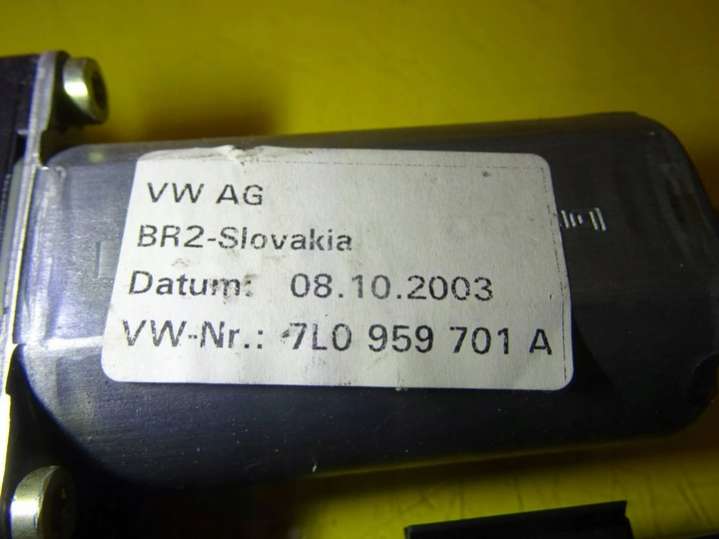 VW AG
BR2-Slovakia
Datum: 08.10.2003
VW-Nr.: 7L0 959 701 A